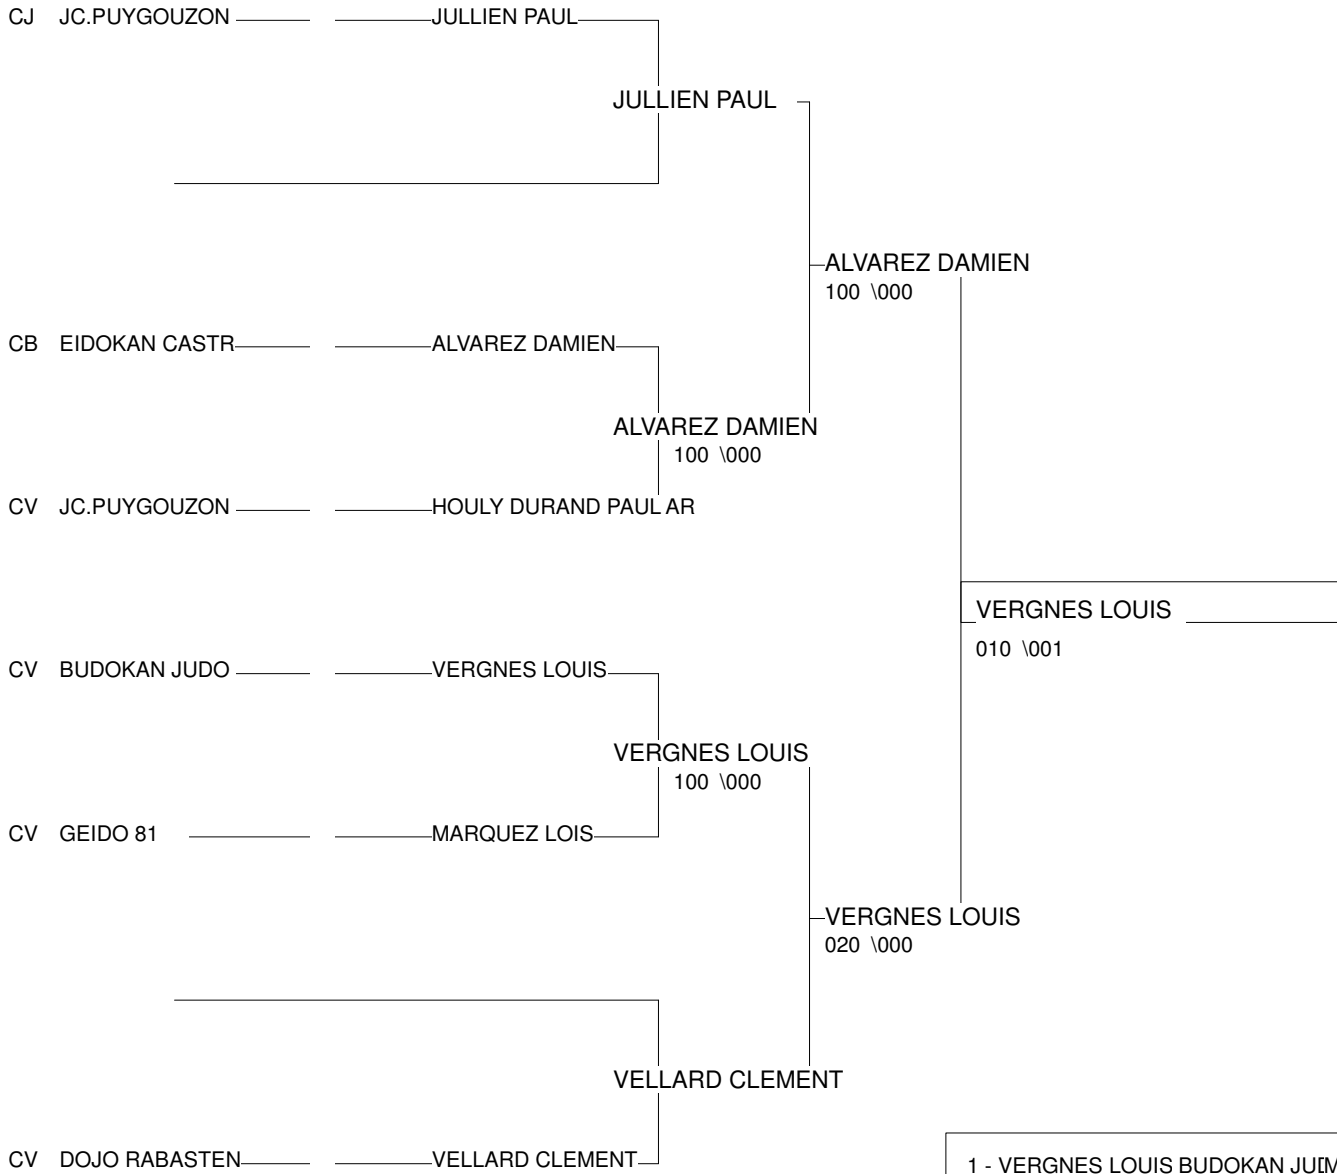 CJ JC.PUYGOUZON JULLIEN PAUL
JULLIEN PAUL
ALVAREZ DAMIEN
100 \000
CB EIDOKAN CASTR ALVAREZ DAMIEN
ALVAREZ DAMIEN
100 \000
CV JC.PUYGOUZON HOULY DURAND PAUL AR
VERGNES LOUIS
010 \001
CV BUDOKAN JUDO VERGNES LOUIS
VERGNES LOUIS
100 \000
CV GEIDO 81 MARQUEZ LOIS
VERGNES LOUIS
020 \000
VELLARD CLEMENT
CV DOJO RABASTEN VELLARD CLEMENT
1 - VERGNES LOUIS BUDOKAN